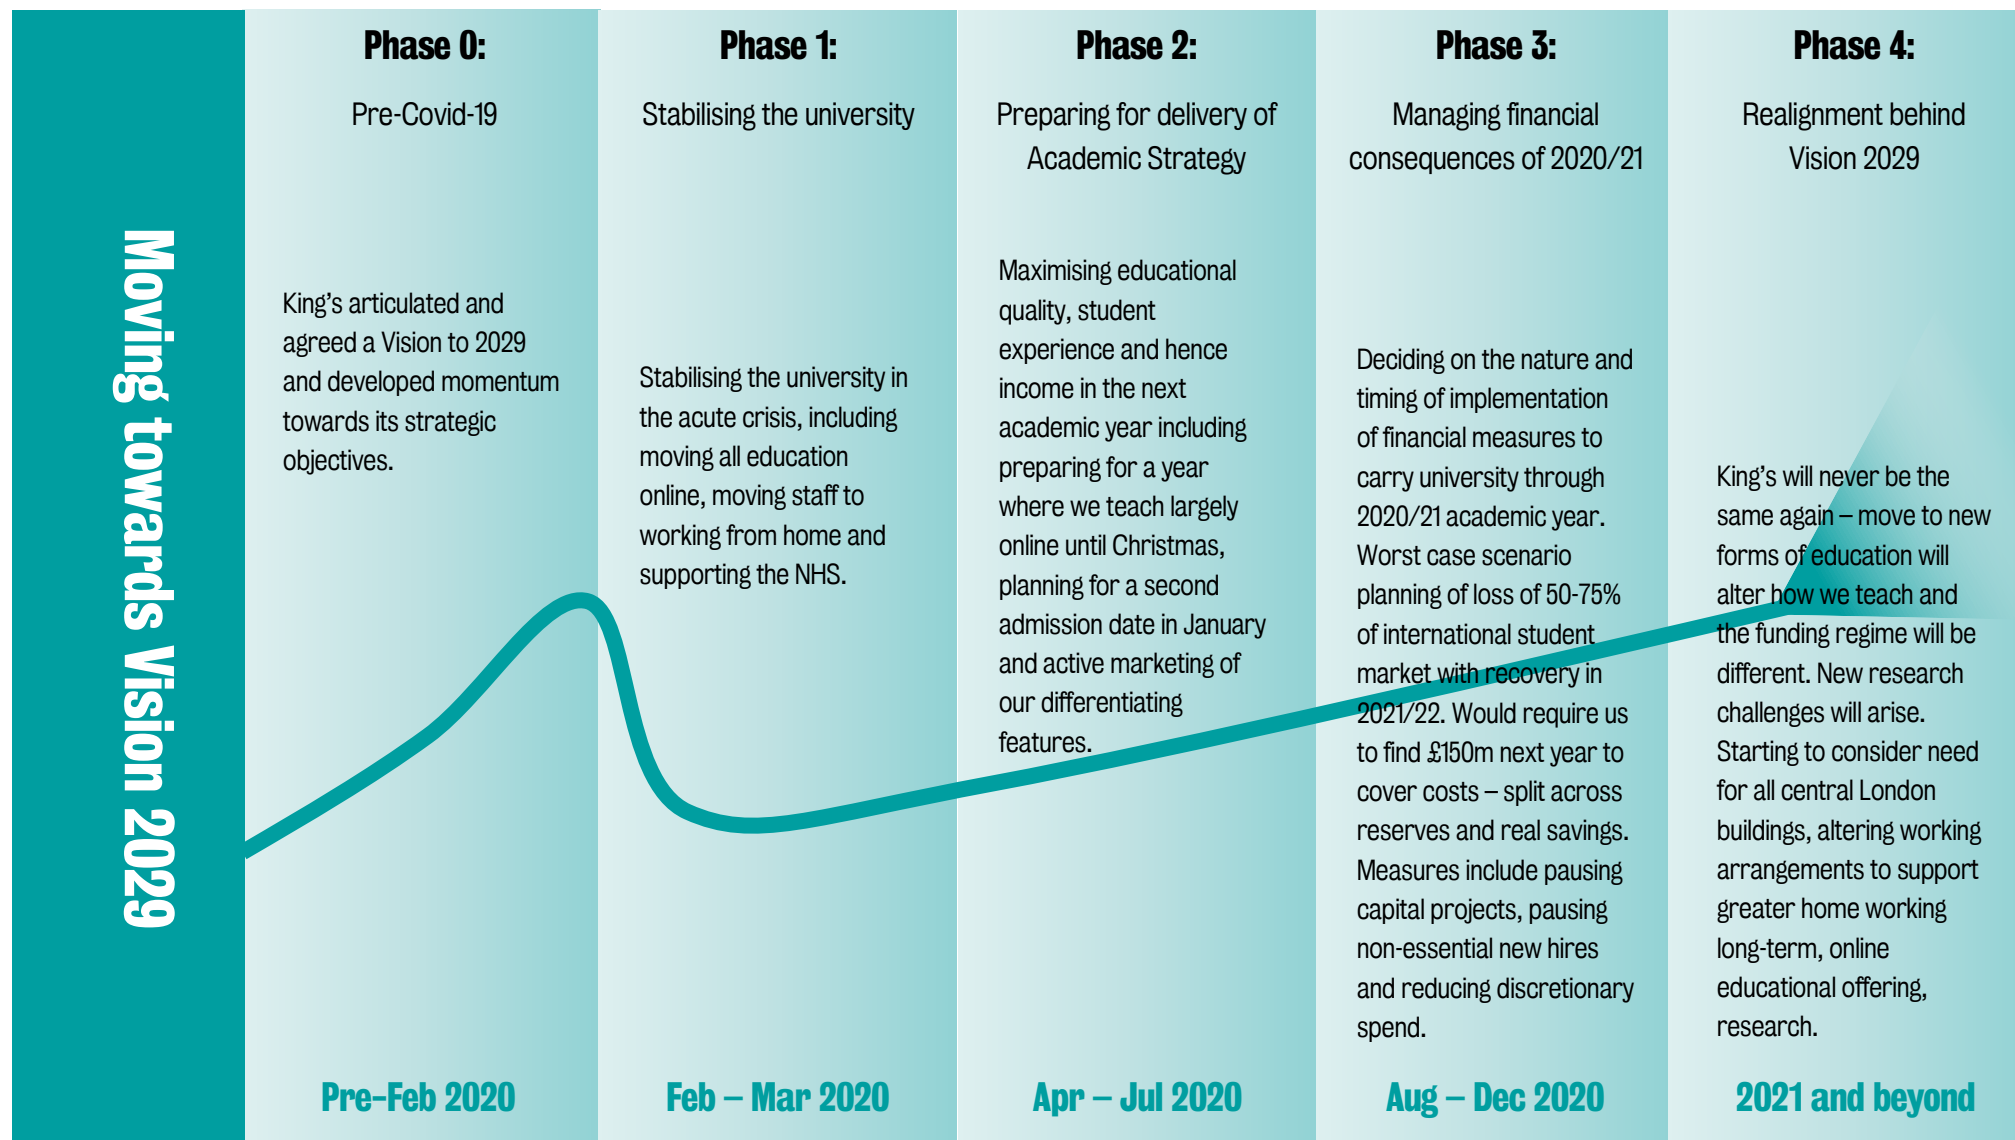 Moving towards Vision 2029
Phase 0:
Pre-Covid-19
King's articulated and
agreed a Vision to 2029
and developed momentum
towards its strategic
objectives.
Pre-Feb 2020
Phase 1:
Stabilising the university
Stabilising the university in
the acute crisis, including
moving all education
online, moving staff to
working from home and
supporting the NHS.
Feb – Mar 2020
Phase 2:
Preparing for delivery of
Academic Strategy
Maximising educational
quality, student
experience and hence
income in the next
academic year including
preparing for a year
where we teach largely
online until Christmas,
planning for a second
admission date in January
and active marketing of
our differentiating
features.
Apr – Jul 2020
Phase 3:
Managing financial
consequences of 2020/21
Deciding on the nature and
timing of implementation
of financial measures to
carry university through
2020/21 academic year.
Worst case scenario
planning of loss of 50-75%
of international student
market with recovery in
2021/22. Would require us
to find £150m next year to
cover costs – split across
reserves and real savings.
Measures include pausing
capital projects, pausing
non-essential new hires
and reducing discretionary
spend.
Aug – Dec 2020
Phase 4:
Realignment behind
Vision 2029
King's will never be the
same again – move to new
forms of education will
alter how we teach and
the funding regime will be
different. New research
challenges will arise.
Starting to consider need
for all central London
buildings, altering working
arrangements to support
greater home working
long-term, online
educational offering,
research.
2021 and beyond